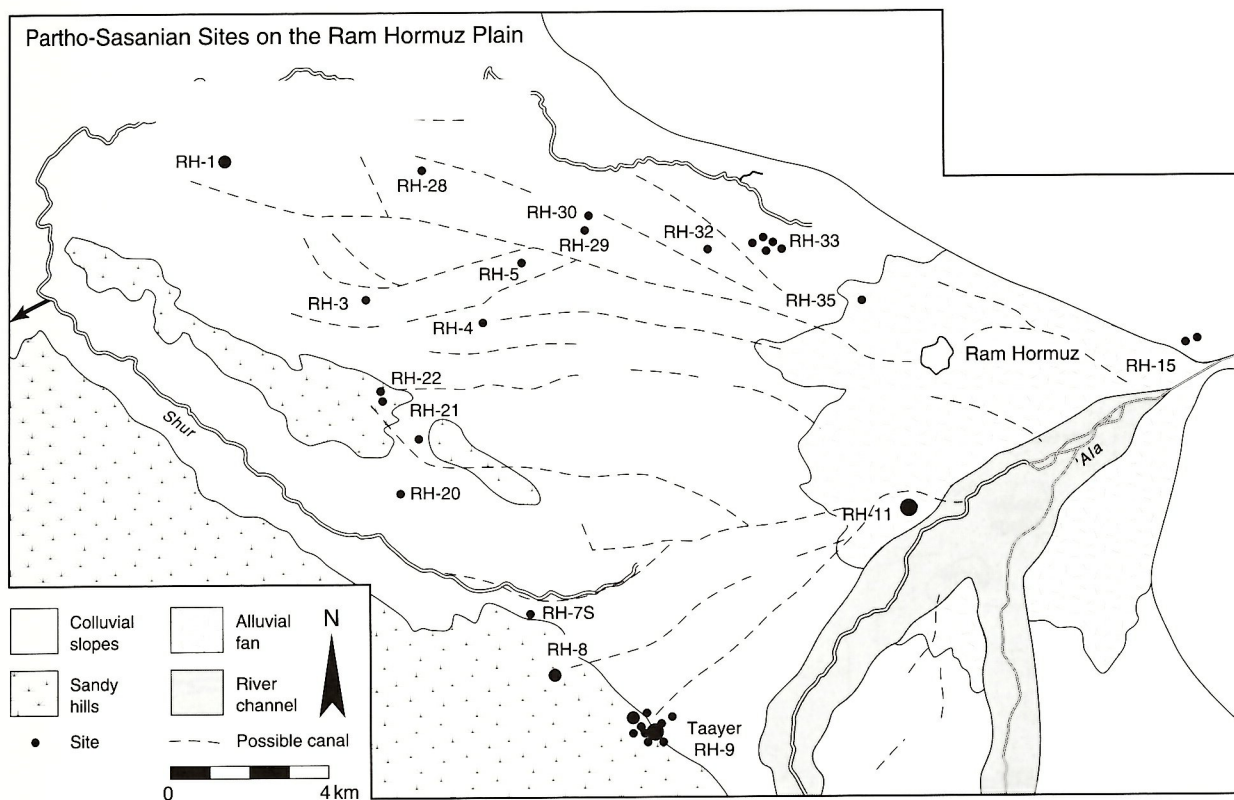 Partho-Sasanian Sites on the Ram Hormuz Plain
RH-1
RH-28
RH-30
RH-29
RH-32
RH-33
RH-5
RH-3
RH-35
RH-4
Ram Hormuz
RH-15
RH-22
RH-21
Shur
'Ala
RH-20
RH-11
RH-7S
RH-8
Taayer
RH-9
Colluvial
slopes
Alluvial
fan
N
Sandy
hills
River
channel
Site
Possible canal
0
4 km